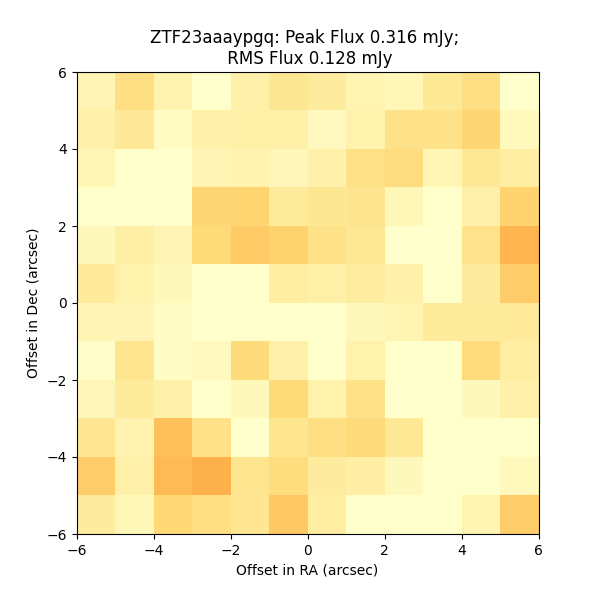 ZTF23aaaypgq: Peak Flux 0.316 mJy;
RMS Flux 0.128 mJy
6
4
2
0
−2
−4
−6
Offset in Dec (arcsec)
−6 −4 −2 0 2 4 6
Offset in RA (arcsec)